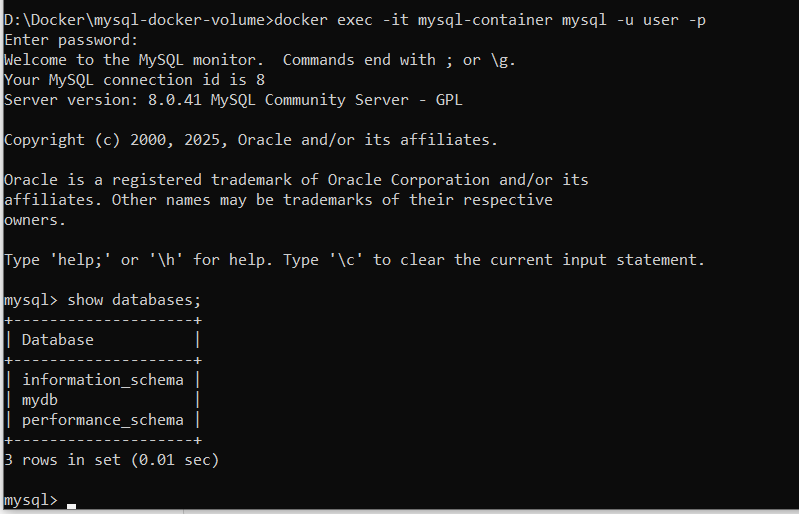 D:\Docker\mysql-docker-volume>docker exec -it mysql-container mysql -u user -p
Enter password:
Welcome to the MySQL monitor.  Commands end with ; or \g.
Your MySQL connection id is 8
Server version: 8.0.41 MySQL Community Server - GPL
Copyright (c) 2000, 2025, Oracle and/or its affiliates.
Oracle is a registered trademark of Oracle Corporation and/or its
affiliates. Other names may be trademarks of their respective
owners.
Type 'help;' or '\h' for help. Type '\c' to clear the current input statement.
mysql> show databases;
+--------------------+
| Database           |
+--------------------+
| information_schema |
| mydb               |
| performance_schema |
+--------------------+
3 rows in set (0.01 sec)
mysql>